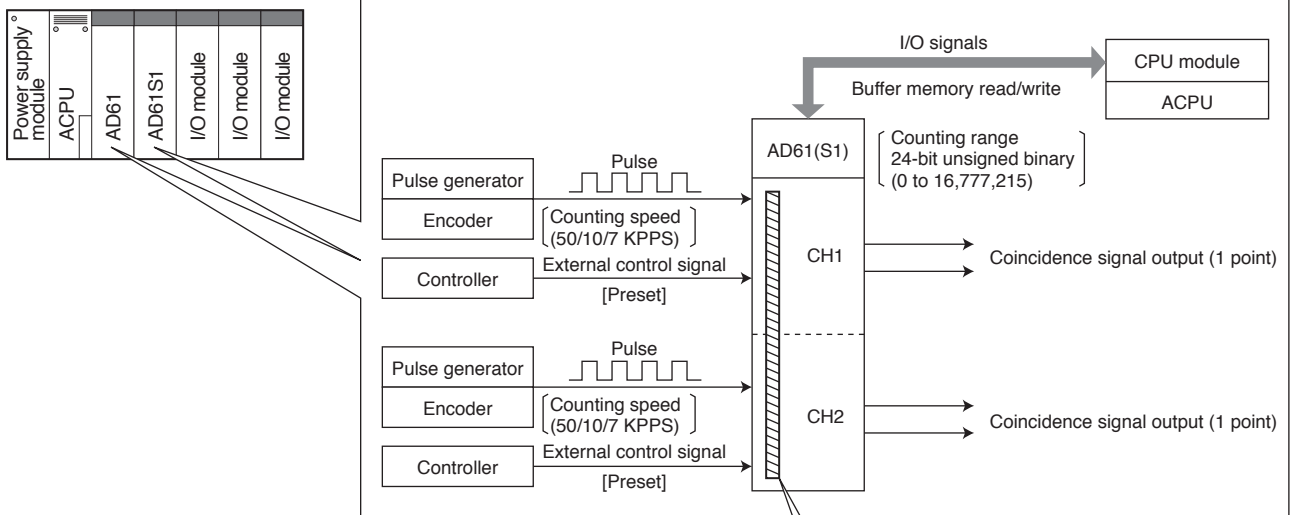 Power supply
module
ACPU
AD61
AD61S1
I/O module
I/O module
I/O module
I/O signals
Buffer memory read/write
CPU module
ACPU
AD61(S1)
Counting range
24-bit unsigned binary
(0 to 16,777,215)
Pulse generator
Encoder
Pulse
Counting speed
(50/10/7 KPPS)
Controller
External control signal
[Preset]
CH1
Coincidence signal output (1 point)
Pulse generator
Encoder
Pulse
Counting speed
(50/10/7 KPPS)
Controller
External control signal
[Preset]
CH2
Coincidence signal output (1 point)